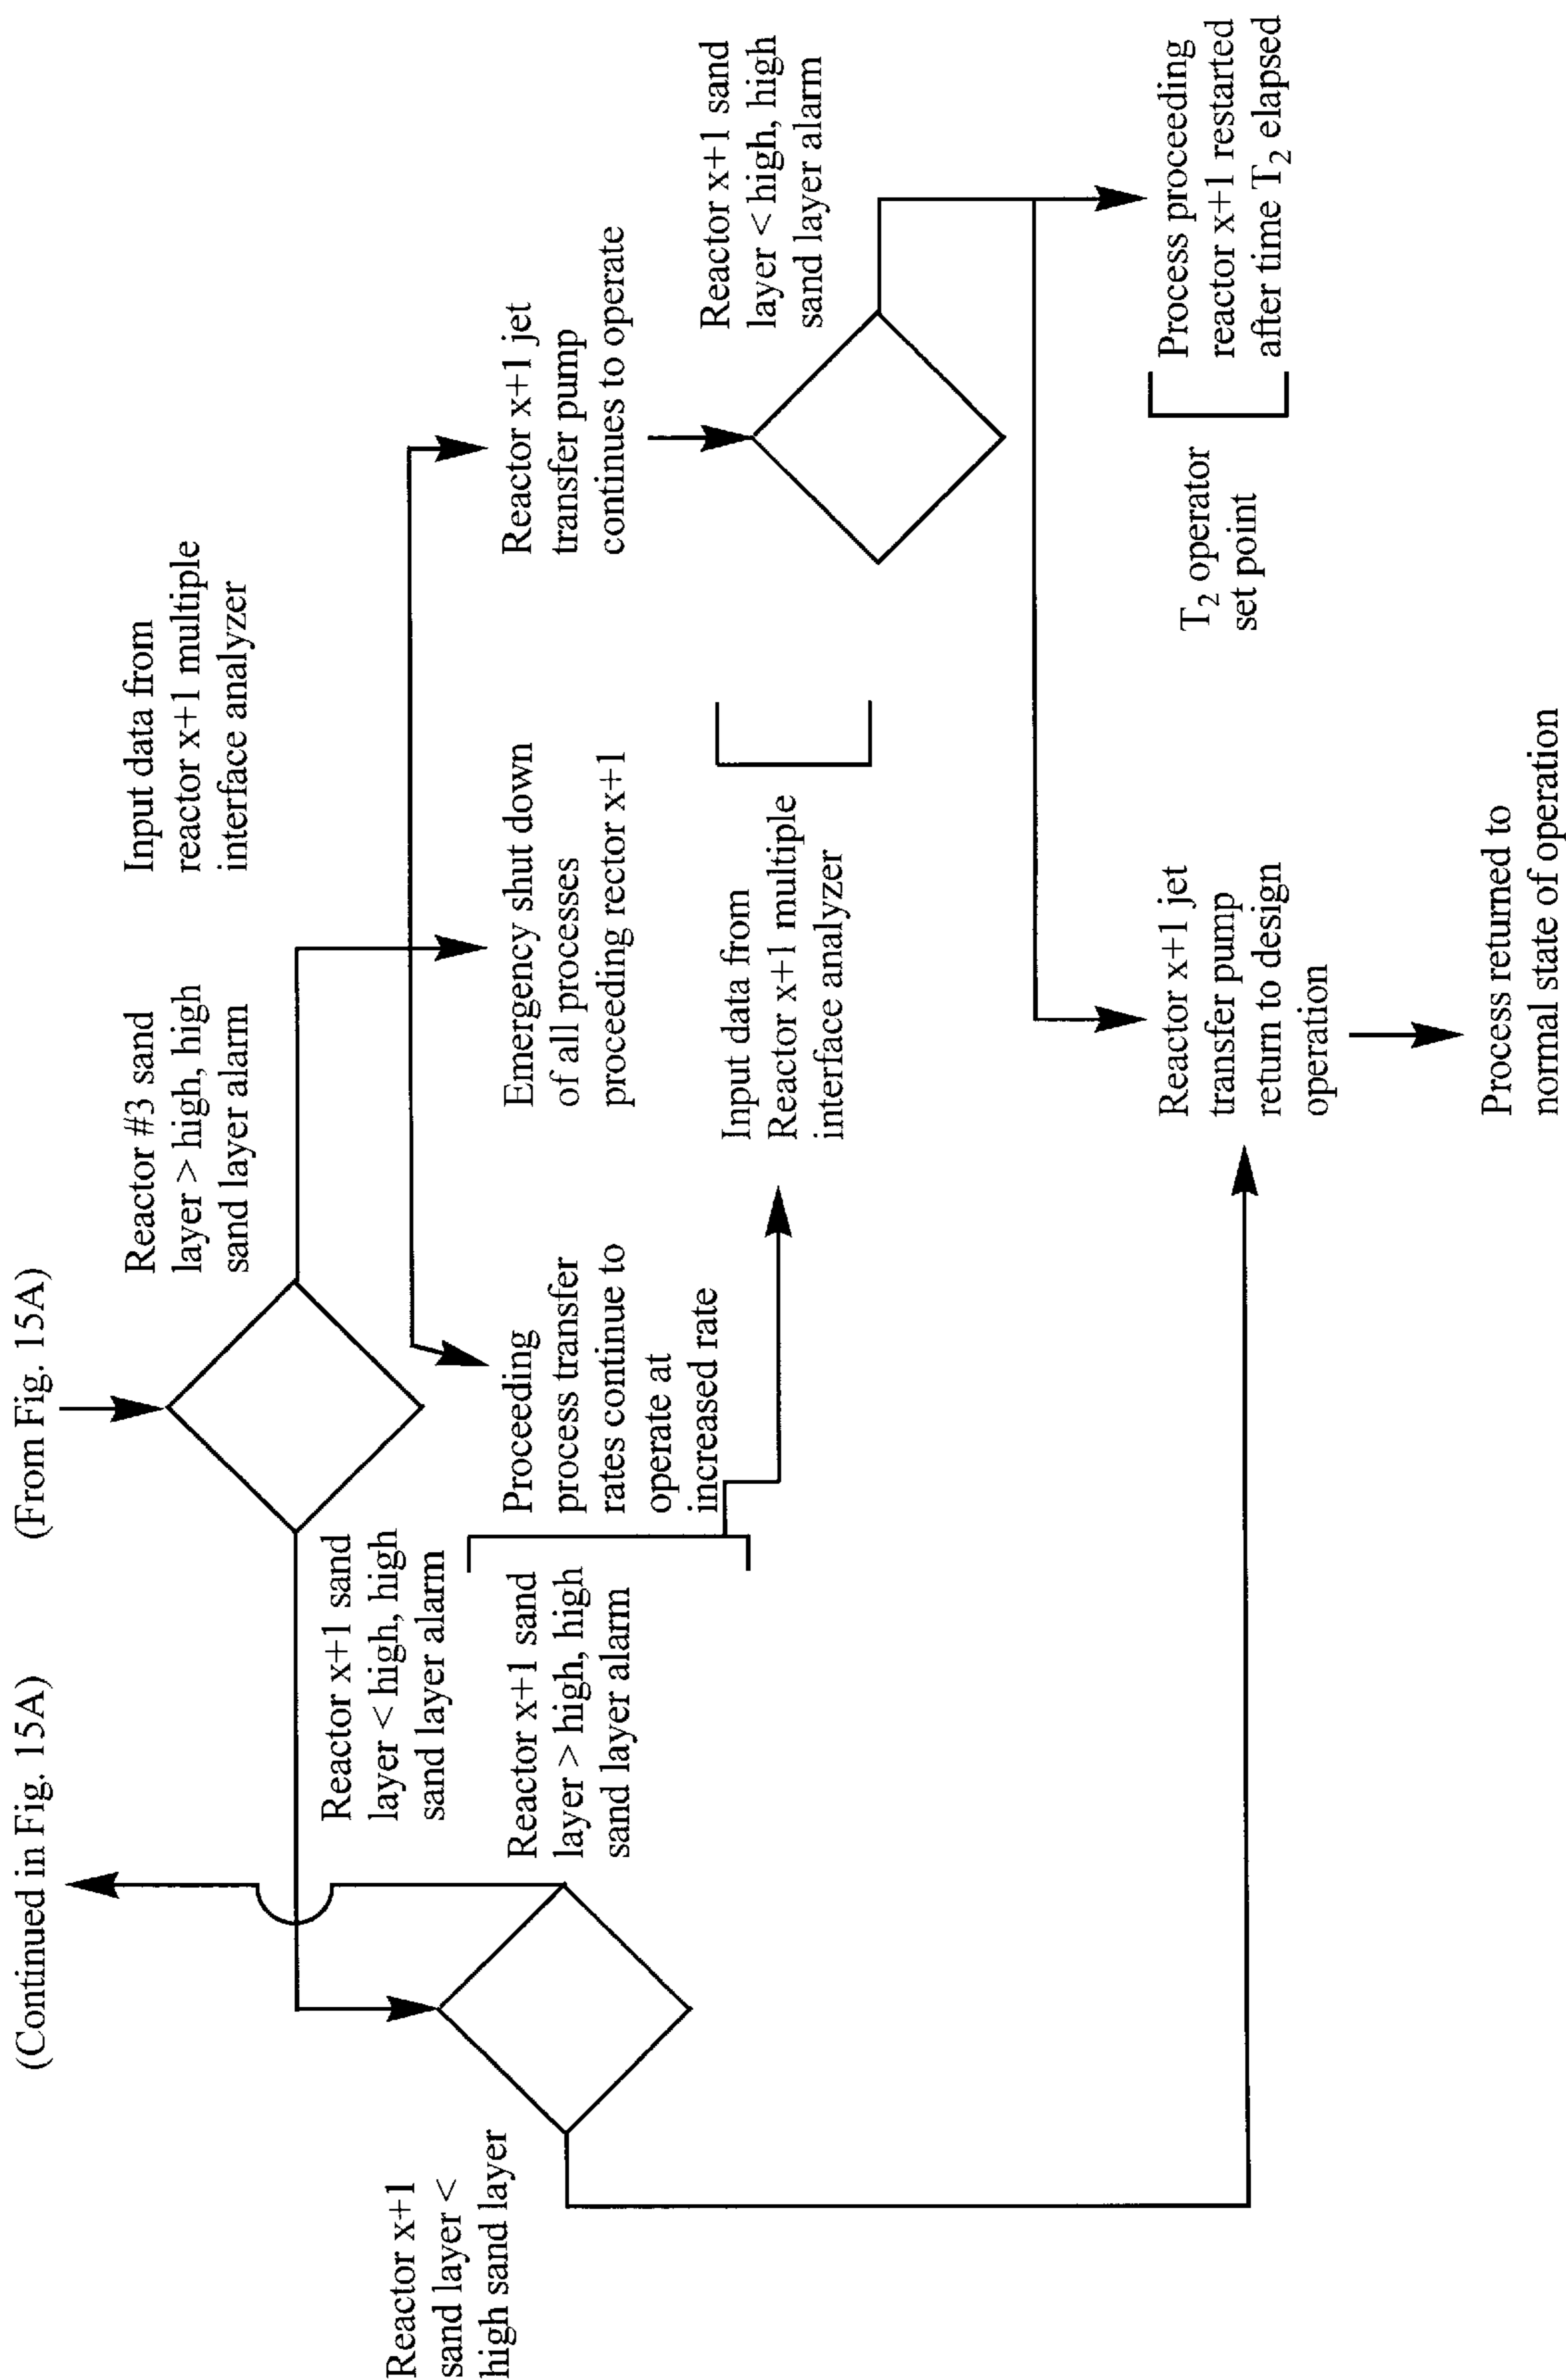 (Continued in Fig. 15A)
(From Fig. 15A)
Reactor #3 sand
layer > high, high
sand layer alarm
Input data from
reactor x+1 multiple
interface analyzer
Reactor x+1
sand layer <
high sand layer
Reactor x+1 sand
layer < high, high
sand layer alarm
Reactor x+1 sand
layer > high, high
sand layer alarm
Proceeding
process transfer
rates continue to
operate at
increased rate
Emergency shut down
of all processes
proceeding rector x+1
Reactor x+1 jet
transfer pump
continues to operate
Input data from
Reactor x+1 multiple
interface analyzer
Reactor x+1 sand
layer < high, high
sand layer alarm
Reactor x+1 jet
transfer pump
return to design
operation
T₂ operator
set point
Process proceeding
reactor x+1 restarted
after time T₂ elapsed
Process returned to
normal state of operation